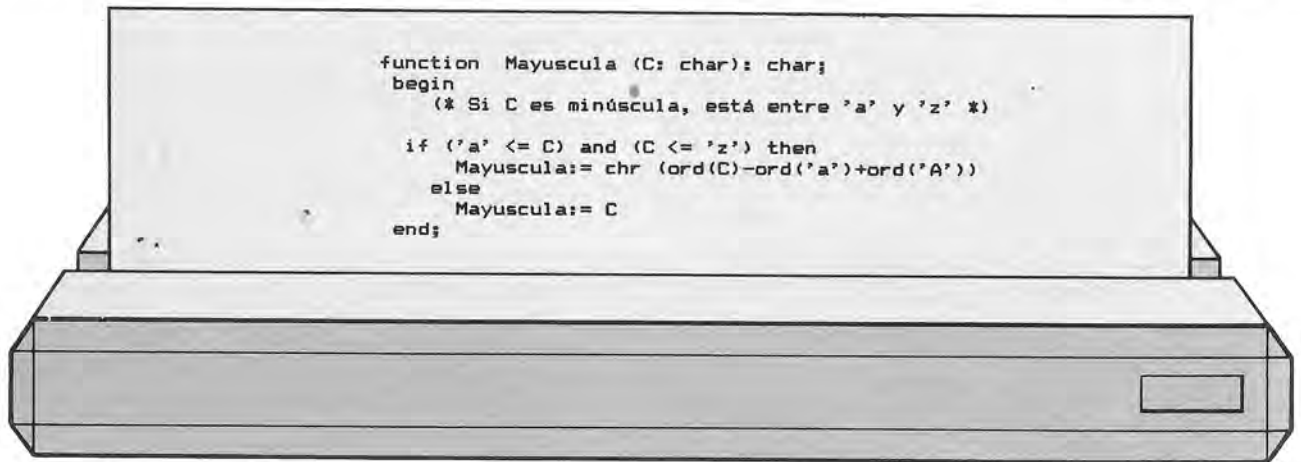 function Mayuscula (C: char): char;
begin
(* Si C es minúscula, está entre 'a' y 'z' *)
if ('a' <= C) and (C <= 'z') then
Mayuscula:= chr (ord(C)-ord('a')+ord('A'))
else
Mayuscula:= C
end;